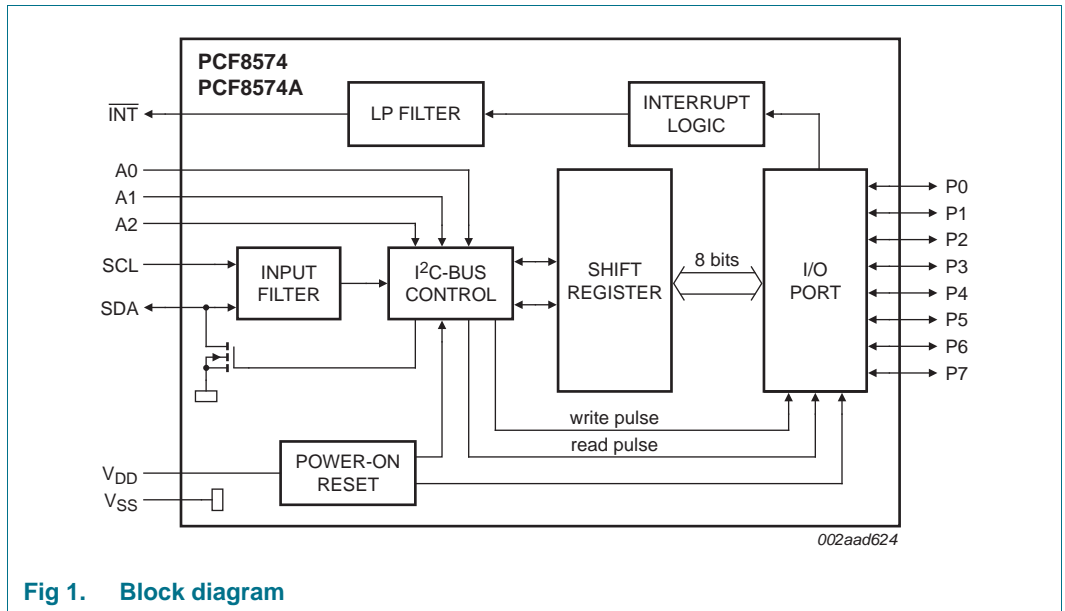 PCF8574
PCF8574A
INT
LP FILTER
INTERRUPT
LOGIC
A0
A1
A2
SCL
SDA
INPUT
FILTER
I2C-BUS
CONTROL
SHIFT
REGISTER
8 bits
I/O
PORT
P0
P1
P2
P3
P4
P5
P6
P7
write pulse
read pulse
VDD
VSS
POWER-ON
RESET
002aad624
Fig 1. Block diagram